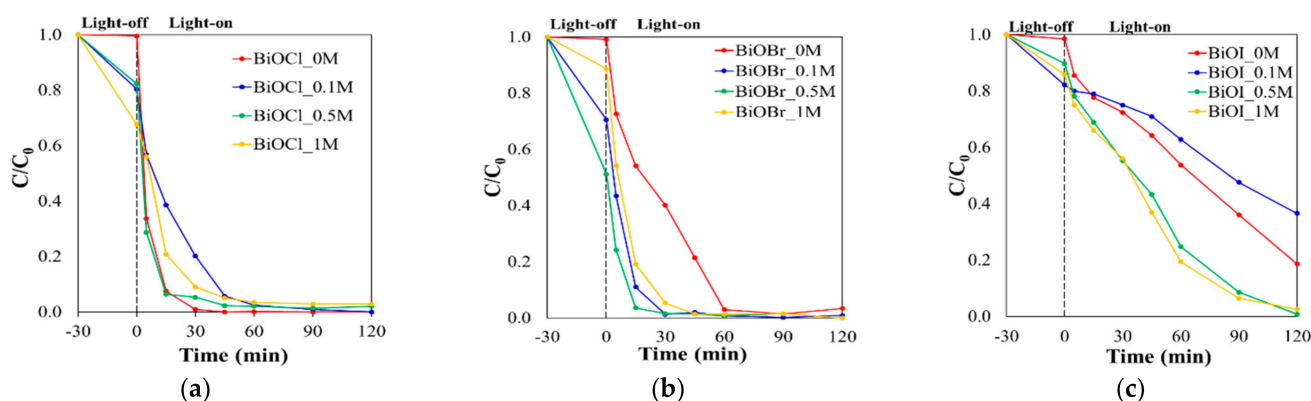 Light-off Light-on
BiOCl_0M
BiOCl_0.1M
BiOCl_0.5M
BiOCl_1M
1.0
0.8
0.6
0.4
0.2
0.0
C/C0
-30 0 30 60 90 120
Time (min)
(a)
Light-off Light-on
BiOBr_0M
BiOBr_0.1M
BiOBr_0.5M
BiOBr_1M
1.0
0.8
0.6
0.4
0.2
0.0
C/C0
-30 0 30 60 90 120
Time (min)
(b)
Light-off Light-on
BiOI_0M
BiOI_0.1M
BiOI_0.5M
BiOI_1M
1.0
0.8
0.6
0.4
0.2
0.0
C/C0
-30 0 30 60 90 120
Time (min)
(c)